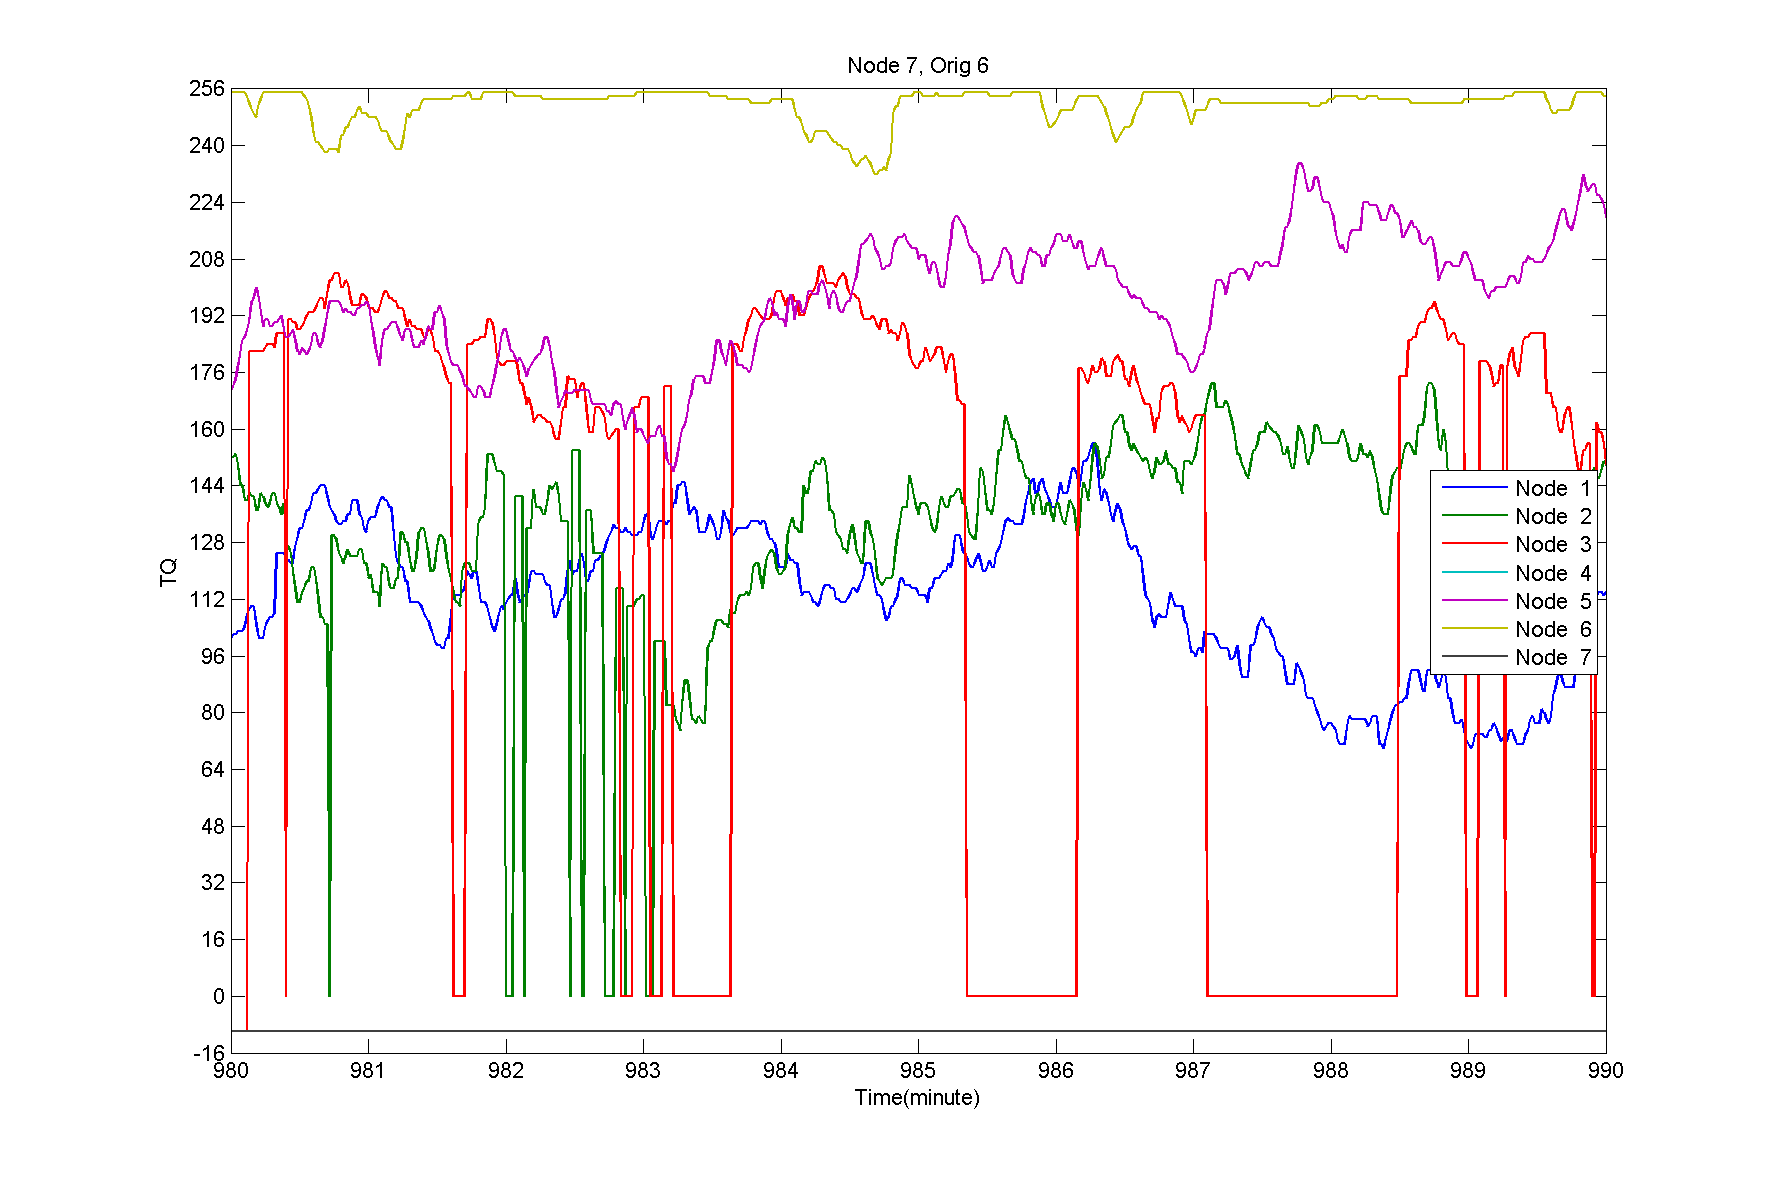 Node 7, Orig 6
256
240
224
208
192
176
160
144
128
112
96
80
64
48
32
16
0
-16
TQ
Node 1
Node 2
Node 3
Node 4
Node 5
Node 6
Node 7
980 981 982 983 984 985 986 987 988 989 990
Time(minute)